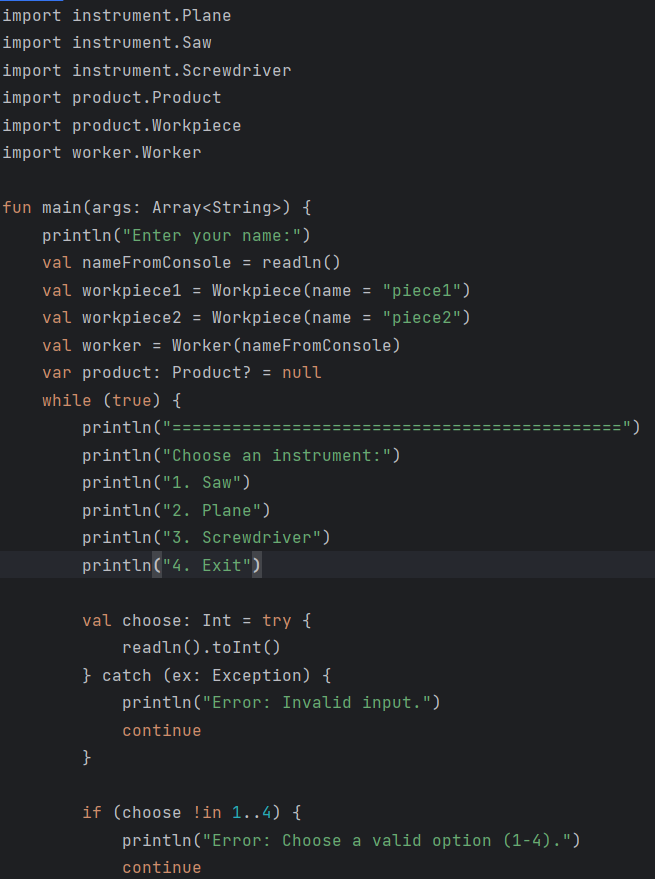 import instrument.Plane
import instrument.Saw
import instrument.Screwdriver
import product.Product
import product.Workpiece
import worker.Worker

fun main(args: Array<String>) {
    println("Enter your name:")
    val nameFromConsole = readln()
    val workpiece1 = Workpiece(name = "piece1")
    val workpiece2 = Workpiece(name = "piece2")
    val worker = Worker(nameFromConsole)
    var product: Product? = null
    while (true) {
        println("=============================================")
        println("Choose an instrument:")
        println("1. Saw")
        println("2. Plane")
        println("3. Screwdriver")
        println("4. Exit")

        val choose: Int = try {
            readln().toInt()
        } catch (ex: Exception) {
            println("Error: Invalid input.")
            continue
        }

        if (choose !in 1..4) {
            println("Error: Choose a valid option (1-4).")
            continue